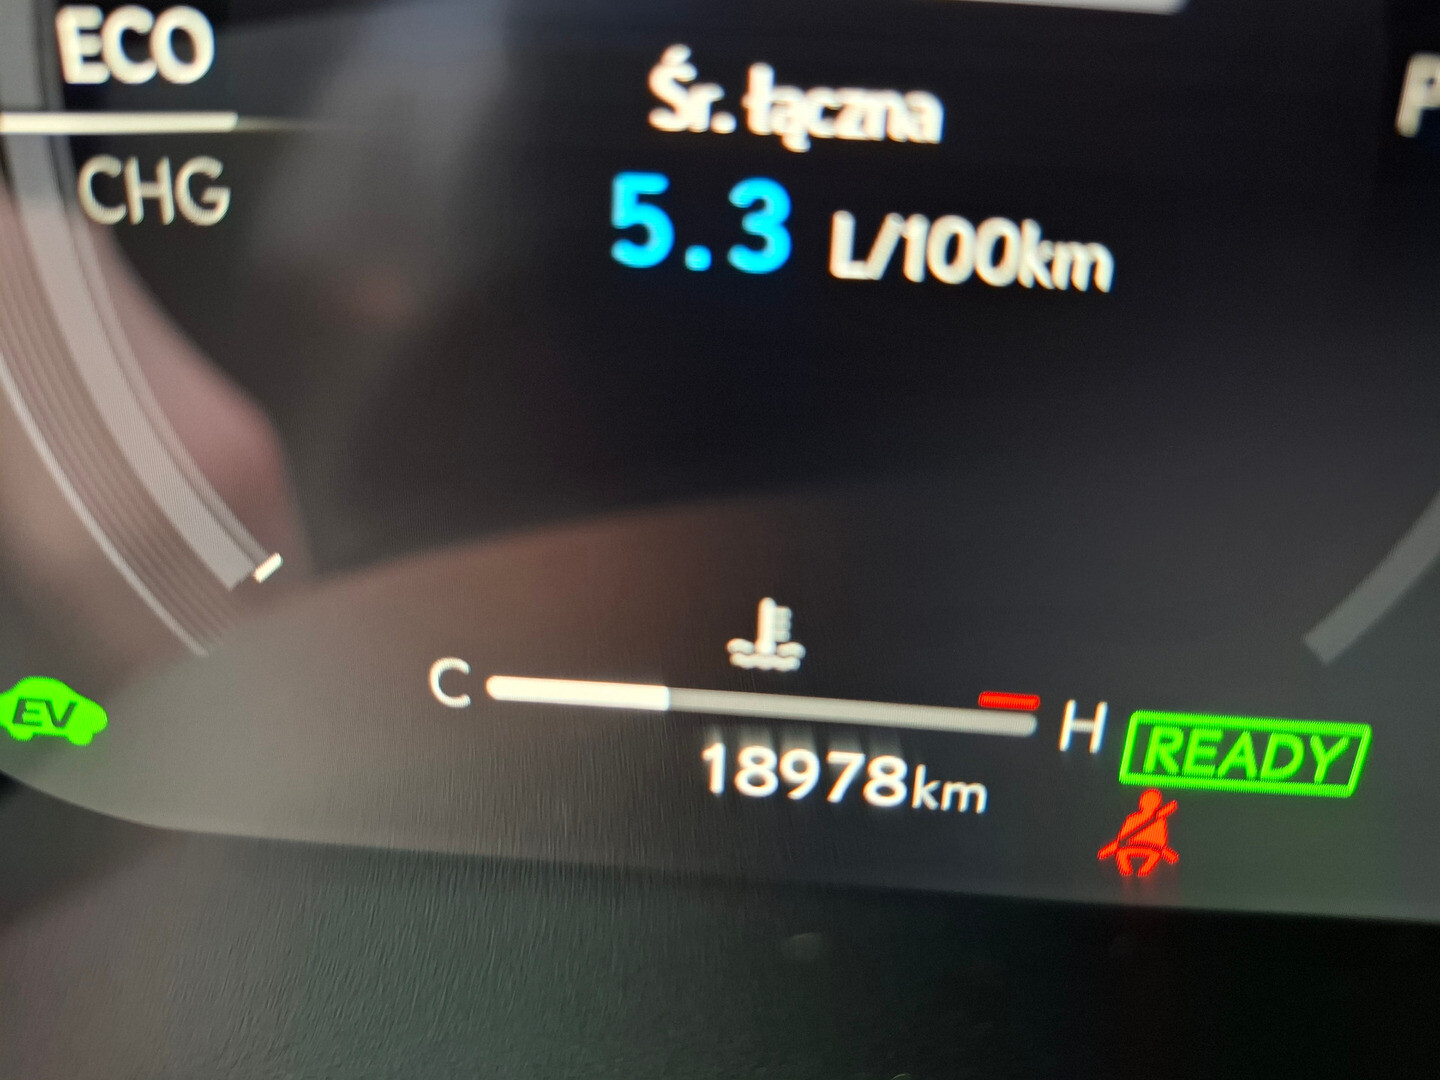 ECO
CHG
Śr. łączna
5.3 L/100km
P
C
H
EV
18978km
READY